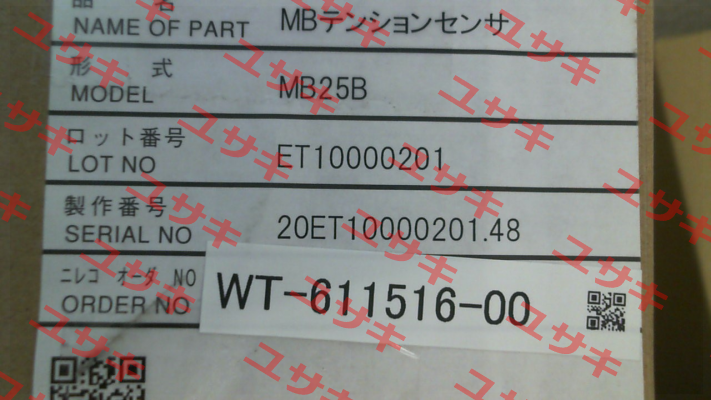 品 名
NAME OF PART MBテンションセンサ
形 式
MODEL MB25B
ロット番号
LOT NO ET10000201
製作番号
SERIAL NO 20ET10000201.48
ニレコ オーダ NO
ORDER NO WT-611516-00
ユサキ